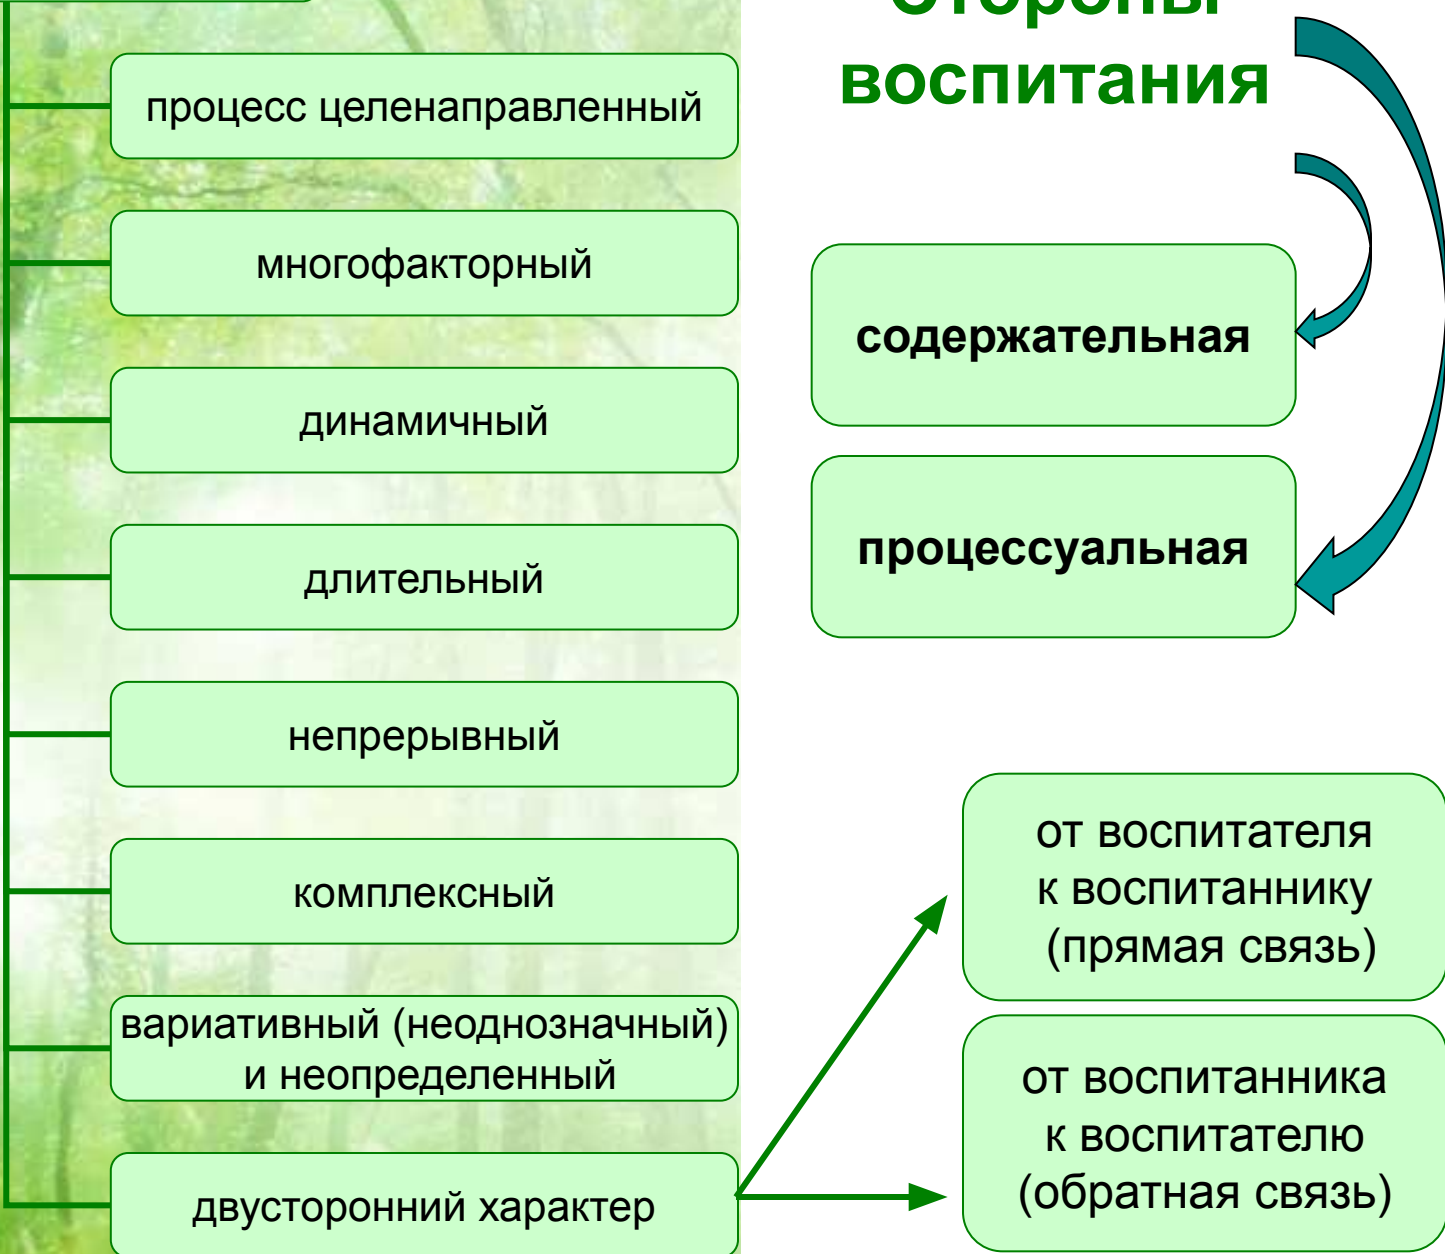 процесс целенаправленный
многофакторный
динамичный
длительный
непрерывный
комплексный
вариативный (неоднозначный)
и неопределенный
двусторонний характер
Стороны
воспитания
содержательная
процессуальная
от воспитателя
к воспитаннику
(прямая связь)
от воспитанника
к воспитателю
(обратная связь)